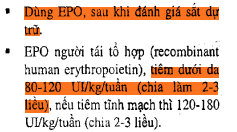 ▪ Dùng EPO, sau khi đánh giá sắt dự
trữ.
▪ EPO người tái tổ hợp (recombinant
human erythropoietin), tiêm dưới da
80-120 UI/kg/tuần (chia làm 2-3
liều), nếu tiêm tĩnh mạch thì 120-180
UI/kg/tuần (chia 2-3 liều).